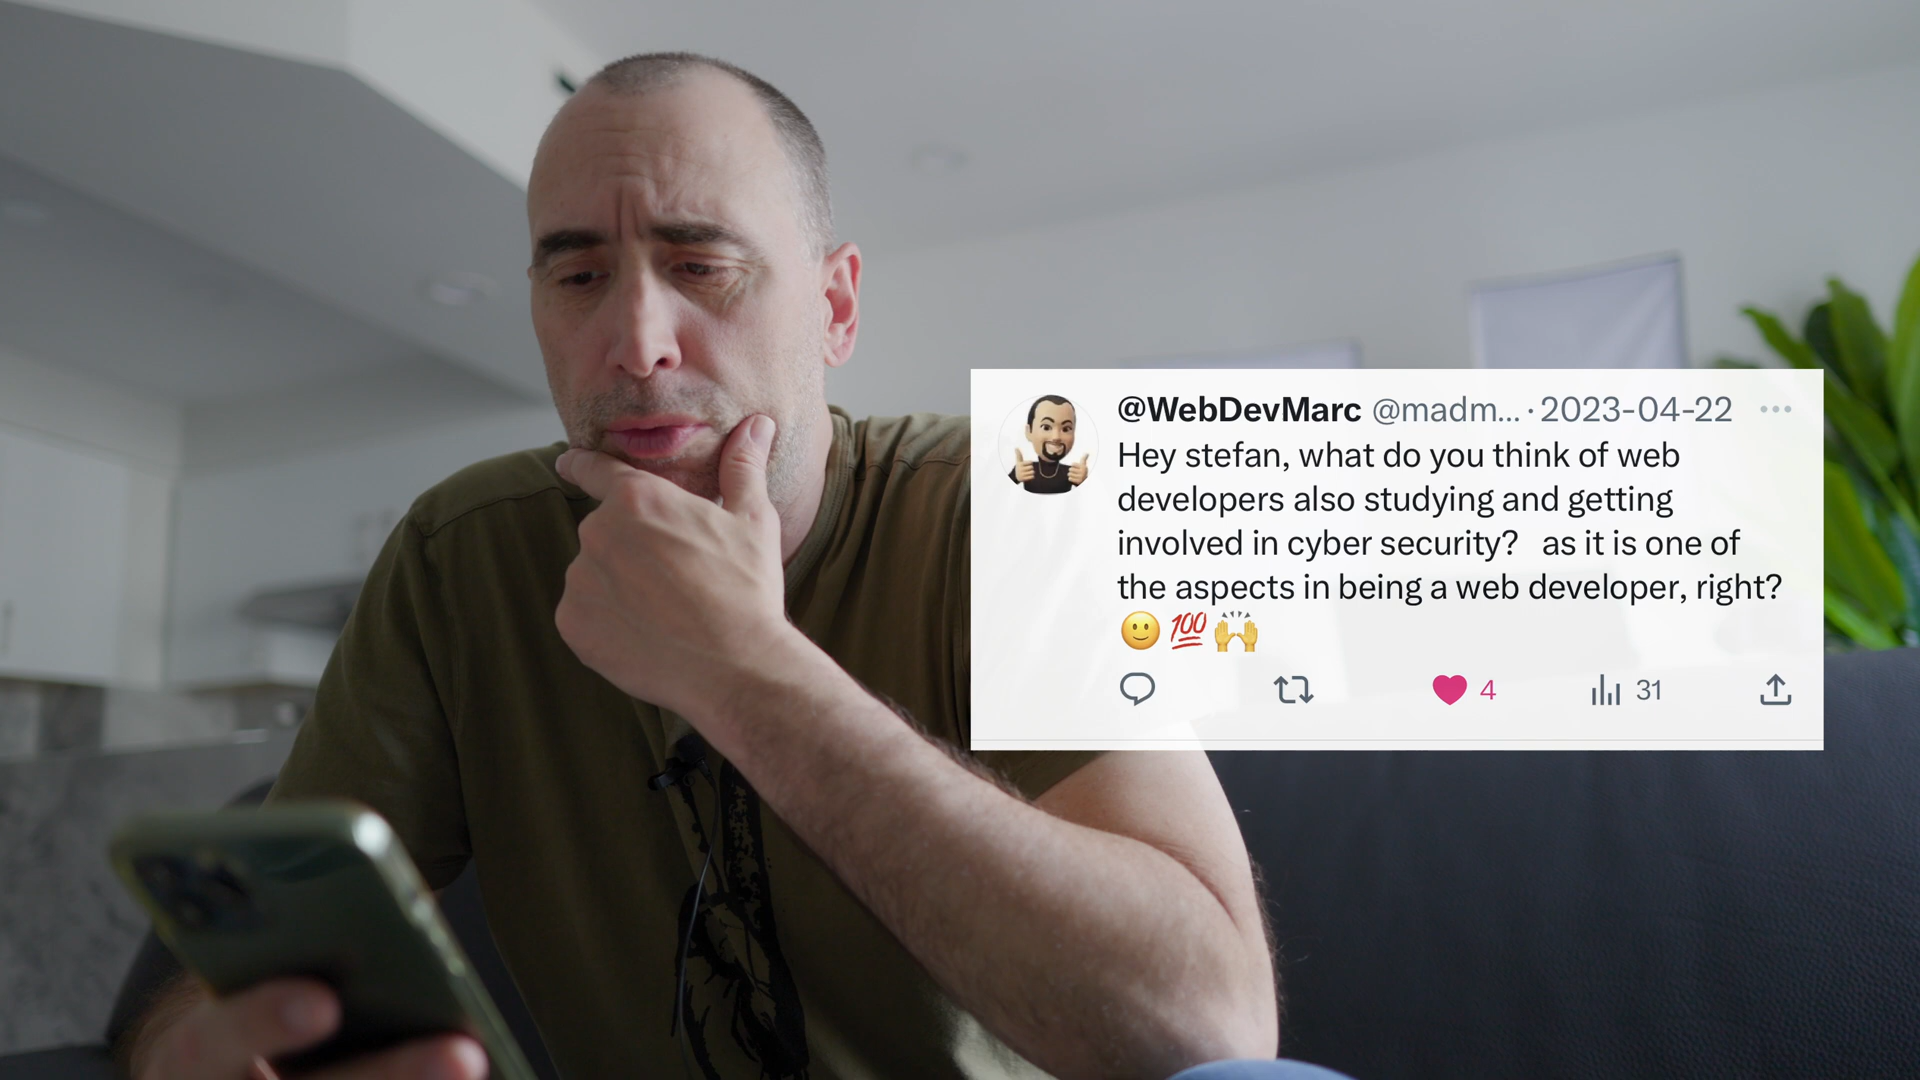 @WebDevMarc @madm... · 2023-04-22 ...
Hey stefan, what do you think of web
developers also studying and getting
involved in cyber security?   as it is one of
the aspects in being a web developer, right?
🙂💯🙌
4
31